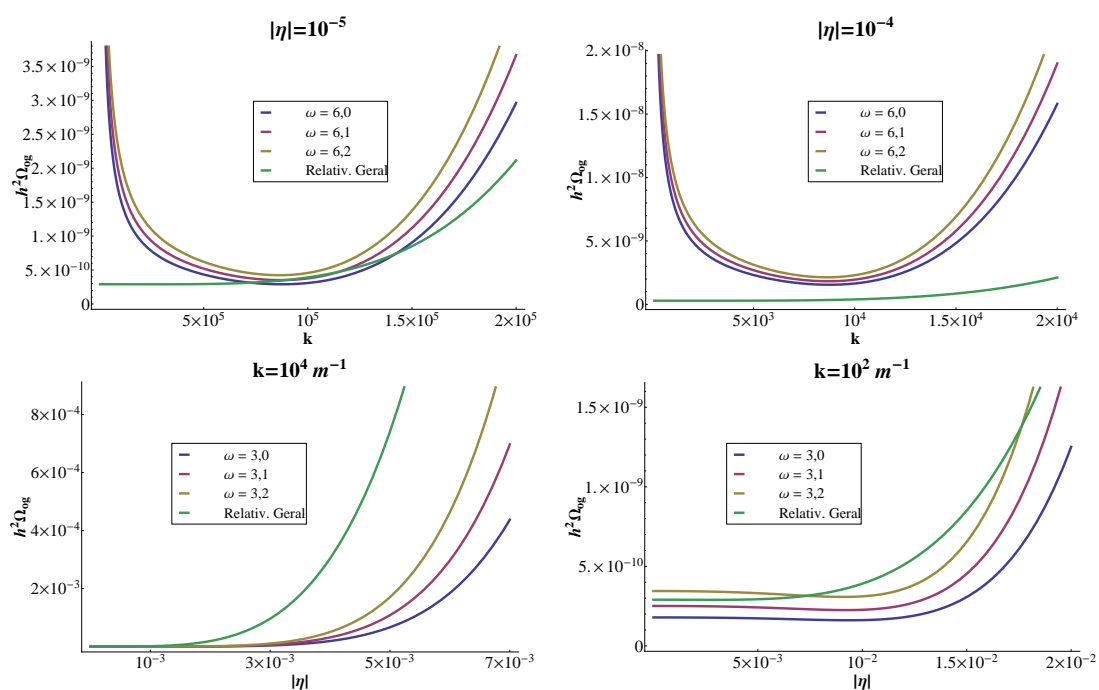 |η|=10⁻⁵
h²Ω_og
3.5×10⁻⁹
3.×10⁻⁹
2.5×10⁻⁹
2.×10⁻⁹
1.5×10⁻⁹
1.×10⁻⁹
5.×10⁻¹⁰
0
ω = 6,0
ω = 6,1
ω = 6,2
Relativ. Geral
5×10⁵ 10⁵ 1.5×10⁵ 2×10⁵
k
|η|=10⁻⁴
h²Ω_og
2.×10⁻⁸
1.5×10⁻⁸
1.×10⁻⁸
5.×10⁻⁹
0
ω = 6,0
ω = 6,1
ω = 6,2
Relativ. Geral
5×10³ 10⁴ 1.5×10⁴ 2×10⁴
k
k=10⁴ m⁻¹
h²Ω_og
8×10⁻⁴
6×10⁻⁴
4×10⁻⁴
2×10⁻³
ω = 3,0
ω = 3,1
ω = 3,2
Relativ. Geral
10⁻³ 3×10⁻³ 5×10⁻³ 7×10⁻³
|η|
k=10² m⁻¹
h²Ω_og
1.5×10⁻⁹
1.×10⁻⁹
5.×10⁻¹⁰
0
ω = 3,0
ω = 3,1
ω = 3,2
Relativ. Geral
5×10⁻³ 10⁻² 1.5×10⁻² 2×10⁻²
|η|